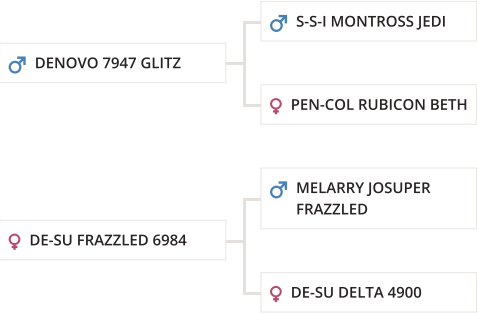 S-S-I MONTROSS JEDI
DENOVO 7947 GLITZ
PEN-COL RUBICON BETH
MELARRY JOSUPER
FRAZZLED
DE-SU FRAZZLED 6984
DE-SU DELTA 4900